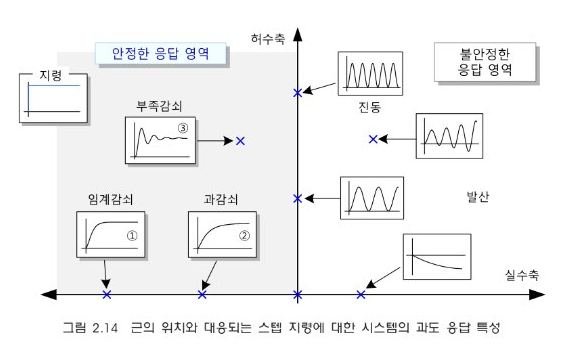 허수축
안정한 응답 영역
불안정한
응답 영역
지령
부족감쇠
③
진동
임계감쇠
①
과감쇠
②
발산
실수축
그림 2.14 근의 위치와 대응되는 스텝 지령에 대한 시스템의 과도 응답 특성